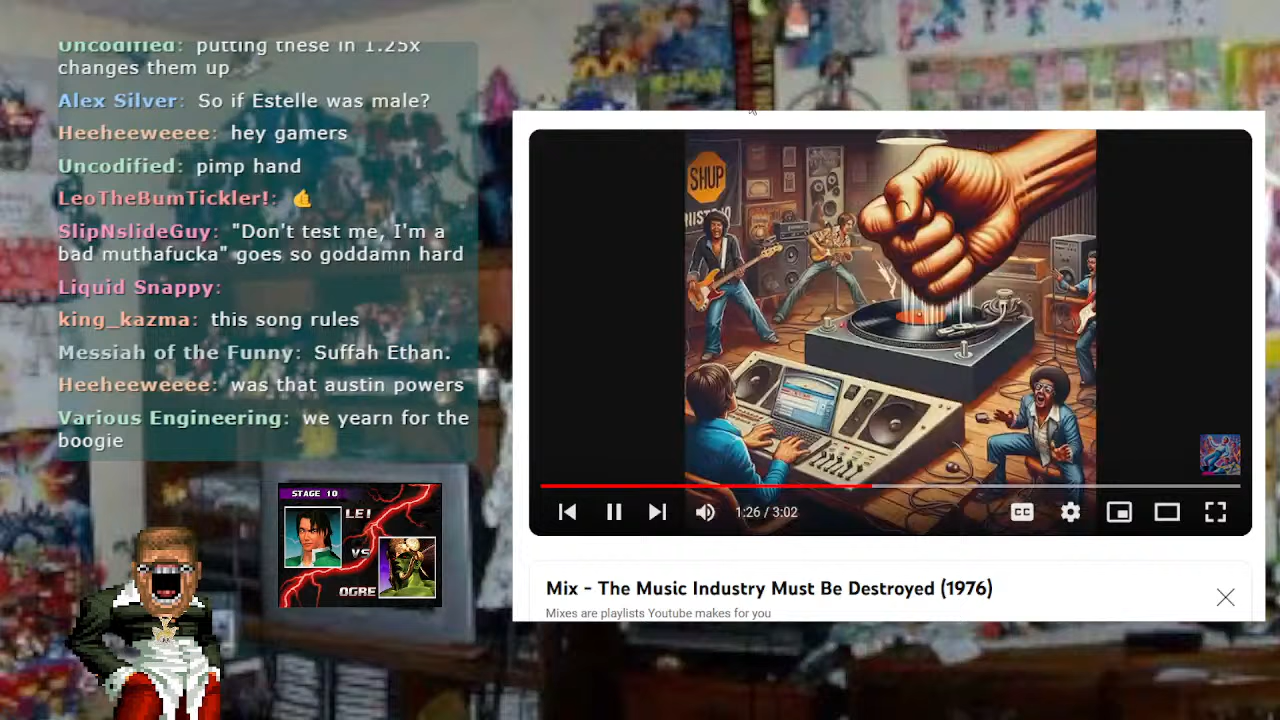 Uncodified: putting these in 1.25x
changes them up
Alex Silver: So if Estelle was male?
Heeheeweeee: hey gamers
Uncodified: pimp hand
LeoTheBumTickler!: 👍
SlipNslideGuy: "Don't test me, I'm a
bad muthafucka" goes so goddamn hard
Liquid Snappy:
king_kazma: this song rules
Messiah of the Funny: Suffah Ethan.
Heeheeweeee: was that austin powers
Various Engineering: we yearn for the
boogie
STAGE 10
LEI
VS
OGRE
SHUP
1:26 / 3:02
CC
Mix - The Music Industry Must Be Destroyed (1976)
Mixes are playlists Youtube makes for you